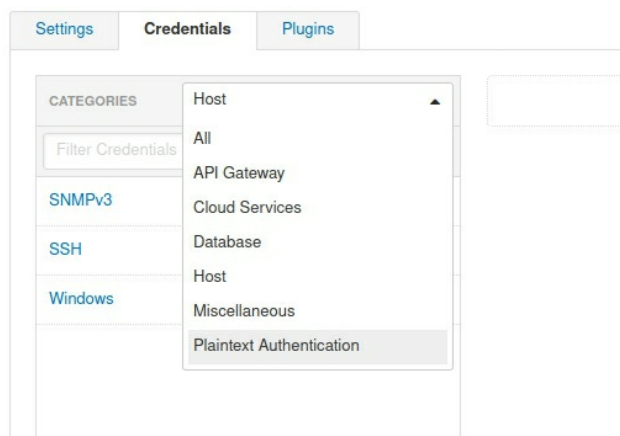 Settings Credentials Plugins
CATEGORIES Host
Filter Credentials
All
API Gateway
SNMPv3
Cloud Services
SSH
Database
Host
Windows
Miscellaneous
Plaintext Authentication